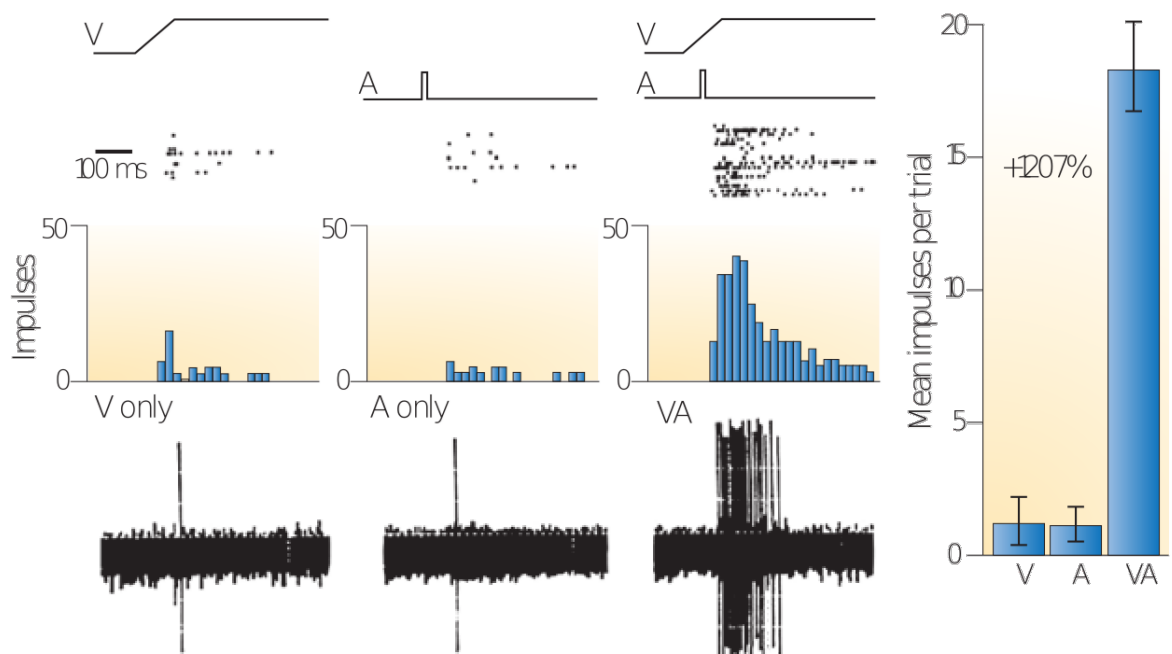 V
A
V
A
100 ms
50
0
Impulses
50
0
50
0
V only
A only
VA
20
15
10
5
0
Mean impulses per trial
+1207%
V
A
VA